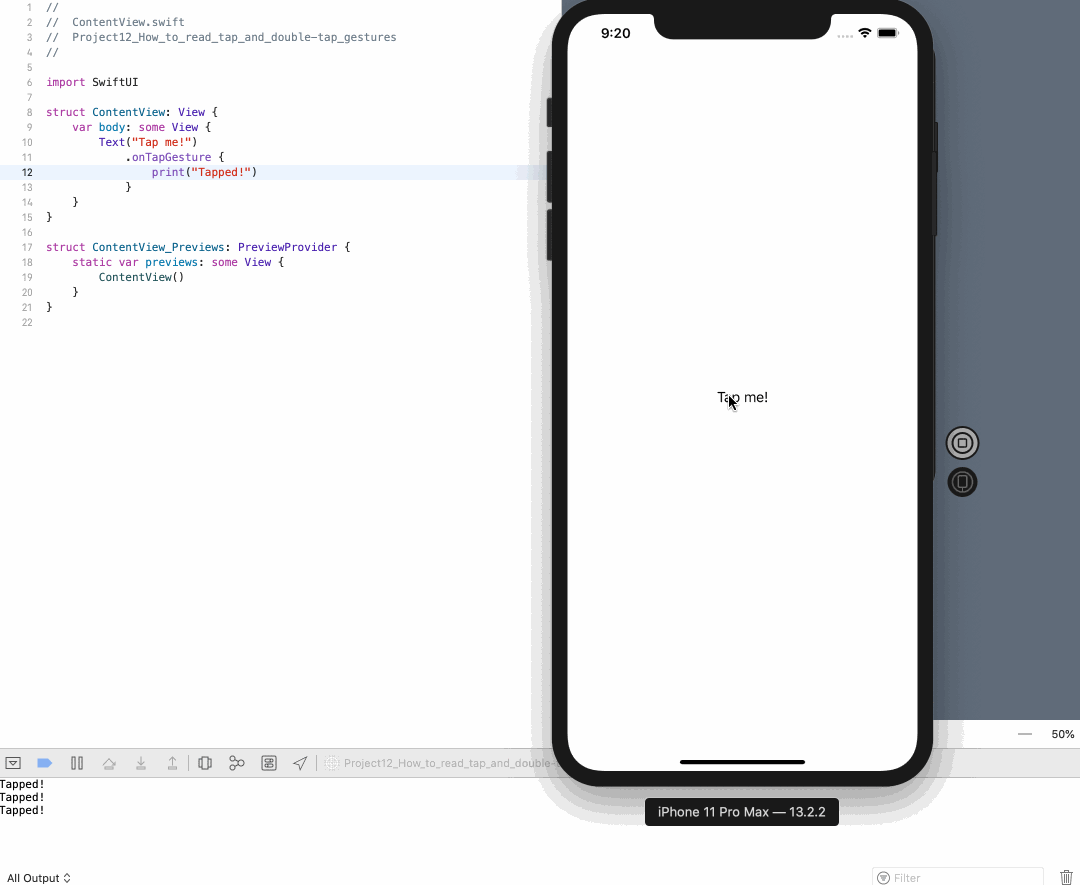 1 //
2 //  ContentView.swift
3 //  Project12_How_to_read_tap_and_double-tap_gestures
4 //
5
6 import SwiftUI
7
8 struct ContentView: View {
9     var body: some View {
10         Text("Tap me!")
11             .onTapGesture {
12                 print("Tapped!")
13             }
14     }
15 }
16
17 struct ContentView_Previews: PreviewProvider {
18     static var previews: some View {
19         ContentView()
20     }
21 }
22
9:20
Tap me!
50%
Project12_How_to_read_tap_and_double-
Tapped!
Tapped!
Tapped!
iPhone 11 Pro Max — 13.2.2
All Output
Filter